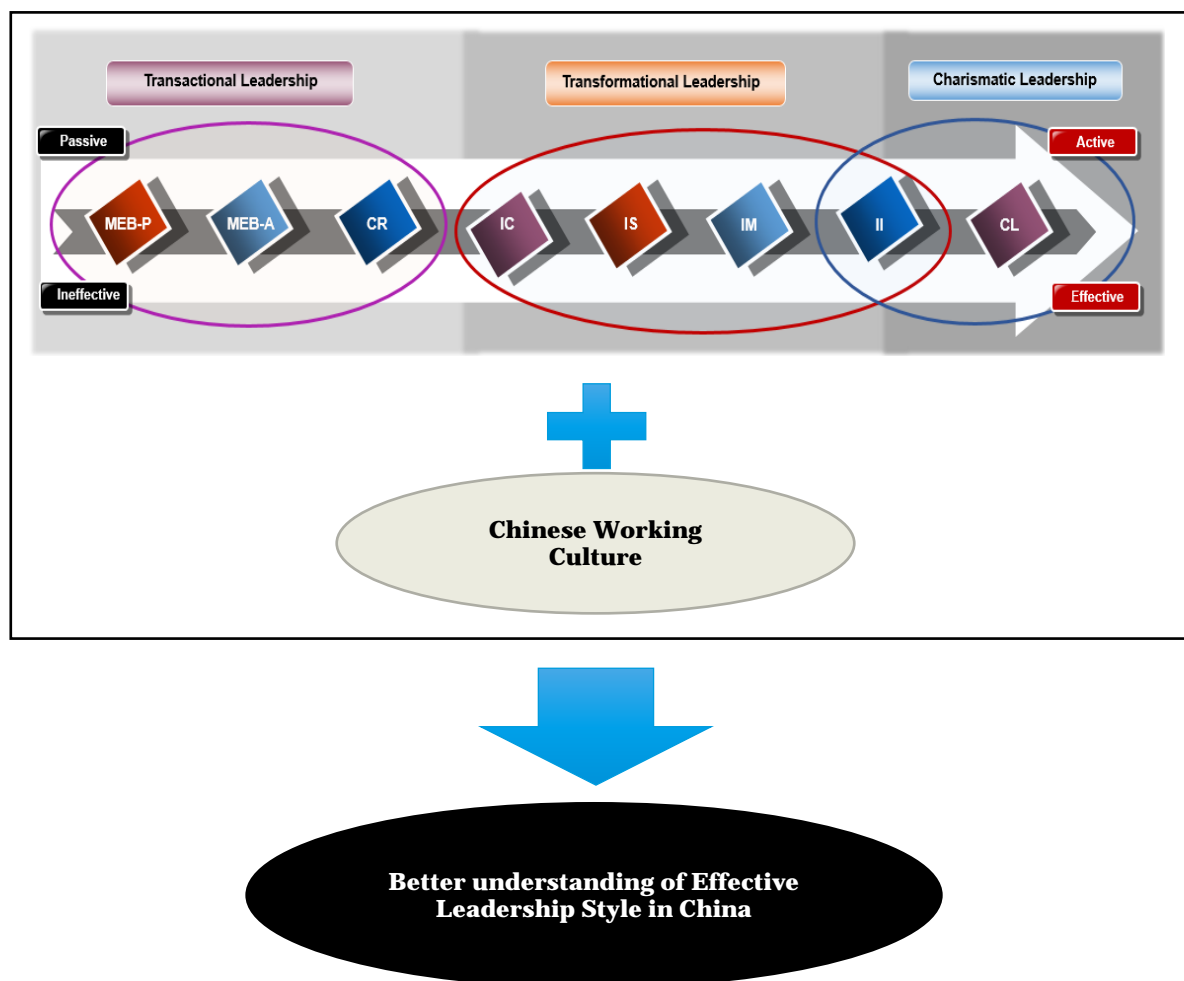 Transactional Leadership
Transformational Leadership
Charismatic Leadership
Passive
Active
MEB-P
MEB-A
CR
IC
IS
IM
II
CL
Ineffective
Effective
Chinese Working
Culture
Better understanding of Effective
Leadership Style in China